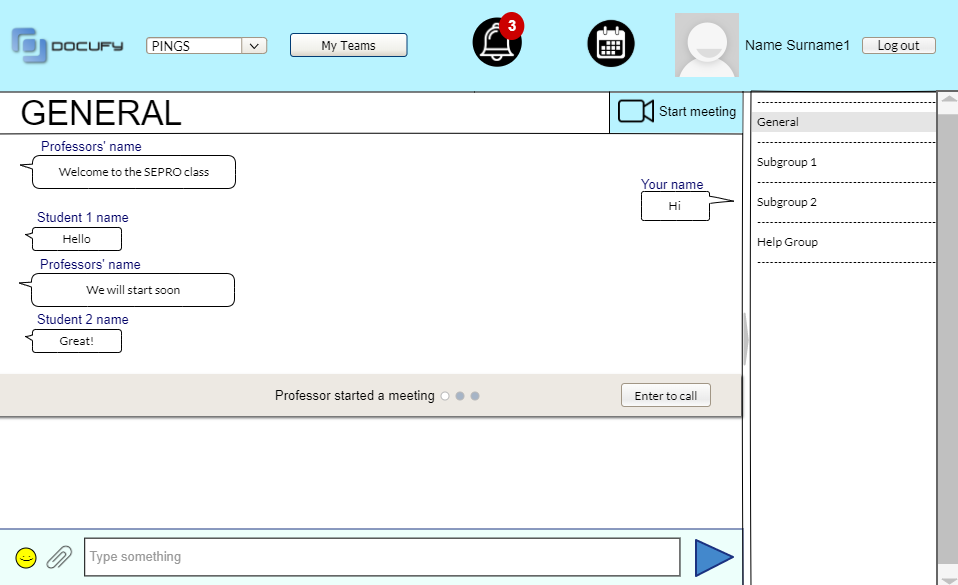 DOCUFY
PINGS
My Teams
3
Name Surname1
Log out
GENERAL
Start meeting
Professors' name
Welcome to the SEPRO class
Your name
Hi
Student 1 name
Hello
Professors' name
We will start soon
Student 2 name
Great!
Professor started a meeting
Enter to call
Type something
General
Subgroup 1
Subgroup 2
Help Group